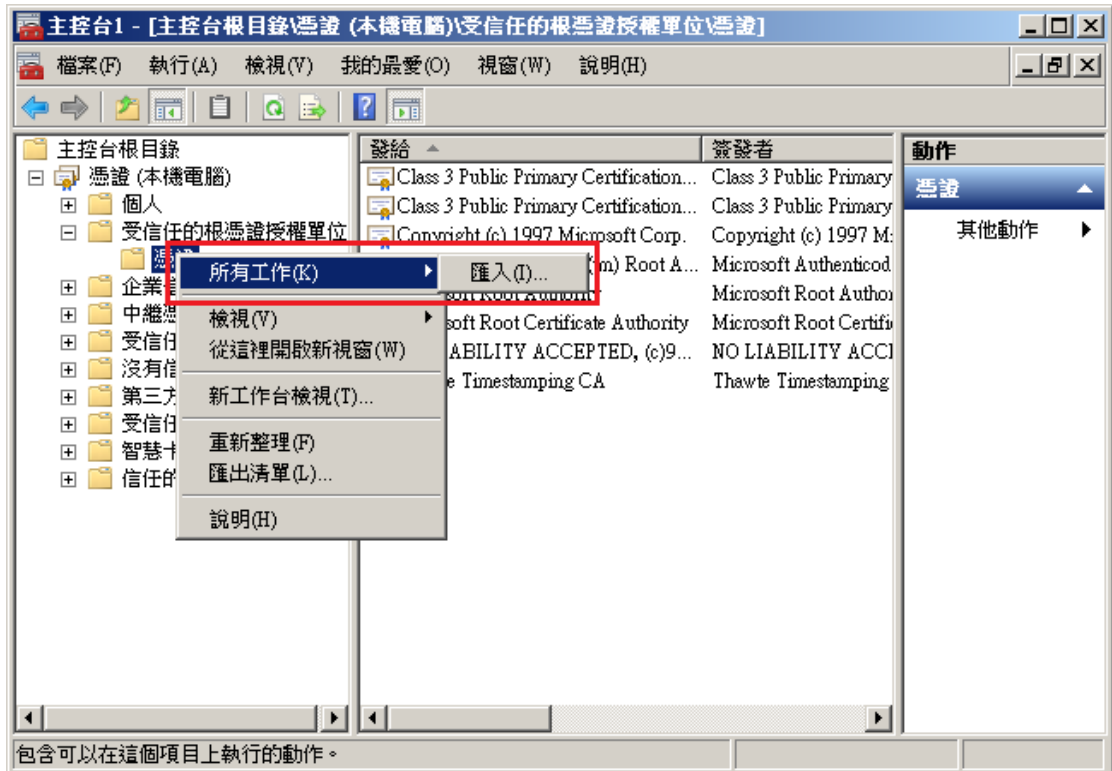 主控台1 - [主控台根目錄\憑證 (本機電腦)\受信任的根憑證授權單位\憑證]
檔案(F) 執行(A) 檢視(V) 我的最愛(O) 視窗(W) 說明(H)
主控台根目錄
憑證 (本機電腦)
個人
受信任的根憑證授權單位
企業
中繼憑
受信任
沒有信
第三方
受信任
智慧卡
信任的
所有工作(K)
匯入(I)...
檢視(V)
從這裡開啟新視窗(W)
新工作台檢視(T)...
重新整理(F)
匯出清單(L)...
說明(H)
發給 簽發者
Class 3 Public Primary Certification... Class 3 Public Primary
Class 3 Public Primary Certification... Class 3 Public Primary
Copyright (c) 1997 Microsoft Corp. Copyright (c) 1997 M
m) Root A... Microsoft Authenticod
soft Root Authority Microsoft Root Author
soft Root Certificate Authority Microsoft Root Certifi
ABILITY ACCEPTED, (c)9... NO LIABILITY ACC
e Timestamping CA Thawte Timestamping
動作
憑證
其他動作
包含可以在這個項目上執行的動作。